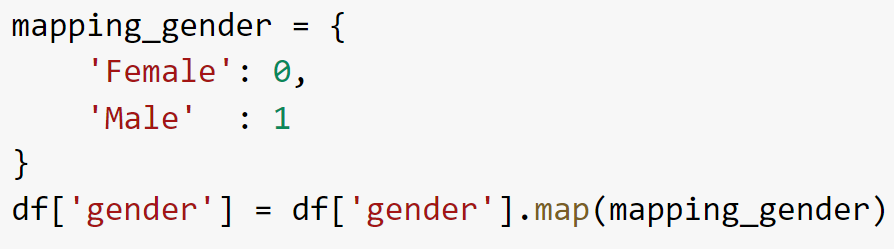 mapping_gender = {
    'Female': 0,
    'Male'  : 1
}
df['gender'] = df['gender'].map(mapping_gender)